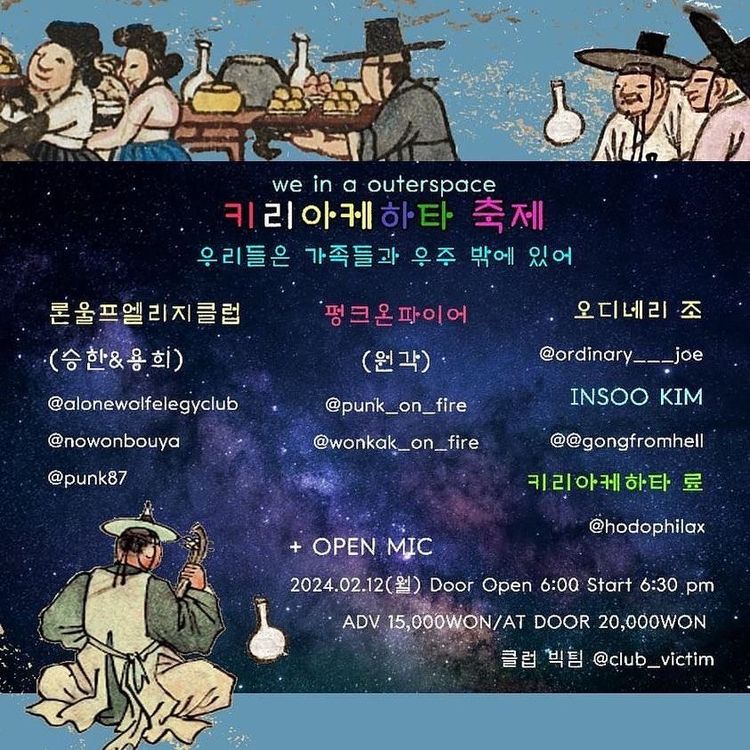 we in a outerspace
키리아케하타 축제
우리들은 가족들과 우주 밖에 있어
론울프엘리지클럽
(승한&용희)
@alonewolfelegyclub
@nowonbouya
@punk87
펑크온파이어
(원각)
@punk_on_fire
@wonkak_on_fire
오디네리 조
@ordinary___joe
INSOO KIM
@@gongfromhell
키리아케하타 료
@hodophilax
+ OPEN MIC
2024.02.12(월) Door Open 6:00 Start 6:30 pm
ADV 15,000WON/AT DOOR 20,000WON
클럽 빅팀 @club_victim